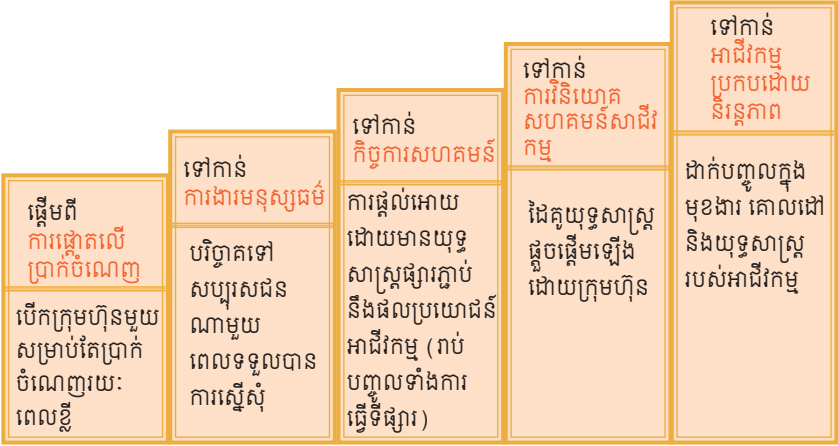 ផ្តើមពី
ការផ្តោតលើ
ប្រាក់ចំណេញ
បើកក្រុមហ៊ុនមួយ
សម្រាប់តែប្រាក់
ចំណេញរយៈ
ពេលខ្លី
ទៅកាន់
ការងារមនុស្សធម៌
បរិច្ចាគទៅ
សប្បុរសជន
ណាមួយ
ពេលទទួលបាន
ការស្នើសុំ
ទៅកាន់
កិច្ចការសហគមន៍
ការផ្តល់អោយ
ដោយមានយុទ្ធ
សាស្ត្រផ្សារភ្ជាប់
នឹងផលប្រយោជន៍
អាជីវកម្ម (រាប់
បញ្ចូលទាំងការ
ធ្វើទីផ្សារ)
ទៅកាន់
ការវិនិយោគ
សហគមន៍សាជីវ
កម្ម
ដៃគូយុទ្ធសាស្ត្រ
ផ្តួចផ្តើមឡើង
ដោយក្រុមហ៊ុន
ទៅកាន់
អាជីវកម្ម
ប្រកបដោយ
និរន្តភាព
ដាក់បញ្ចូលក្នុង
មុខងារ គោលដៅ
និងយុទ្ធសាស្ត្រ
របស់អាជីវកម្ម